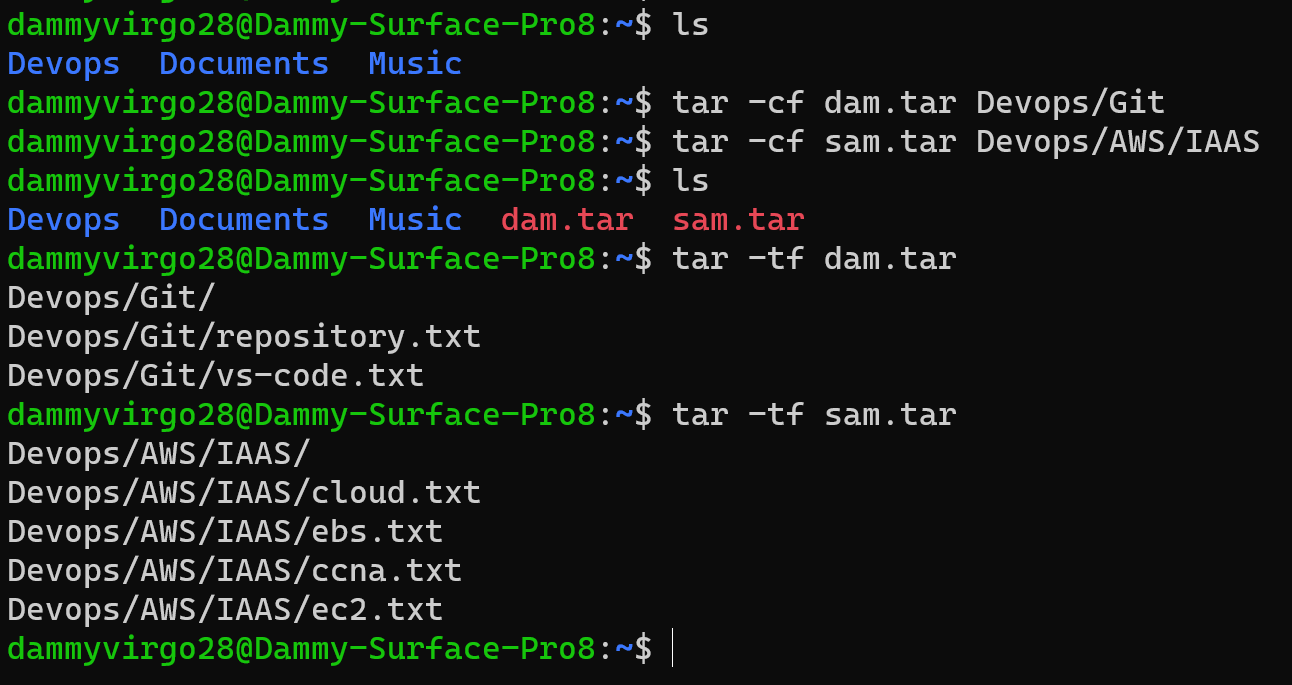 dammyvirgo28@Dammy-Surface-Pro8:~$ ls
Devops  Documents  Music
dammyvirgo28@Dammy-Surface-Pro8:~$ tar -cf dam.tar Devops/Git
dammyvirgo28@Dammy-Surface-Pro8:~$ tar -cf sam.tar Devops/AWS/IAAS
dammyvirgo28@Dammy-Surface-Pro8:~$ ls
Devops  Documents  Music  dam.tar  sam.tar
dammyvirgo28@Dammy-Surface-Pro8:~$ tar -tf dam.tar
Devops/Git/
Devops/Git/repository.txt
Devops/Git/vs-code.txt
dammyvirgo28@Dammy-Surface-Pro8:~$ tar -tf sam.tar
Devops/AWS/IAAS/
Devops/AWS/IAAS/cloud.txt
Devops/AWS/IAAS/ebs.txt
Devops/AWS/IAAS/ccna.txt
Devops/AWS/IAAS/ec2.txt
dammyvirgo28@Dammy-Surface-Pro8:~$